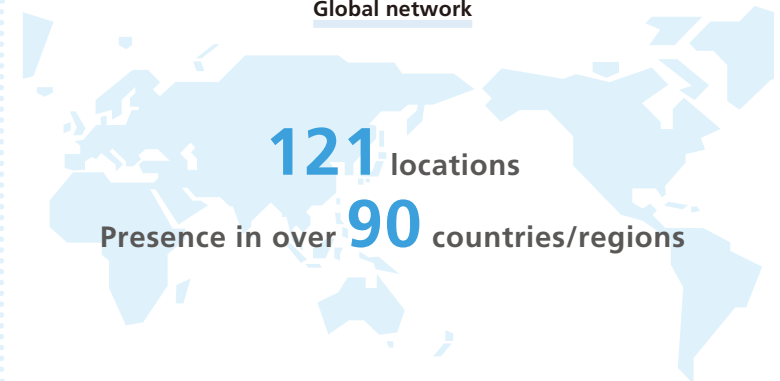 Global network
121 locations
Presence in over 90 countries/regions